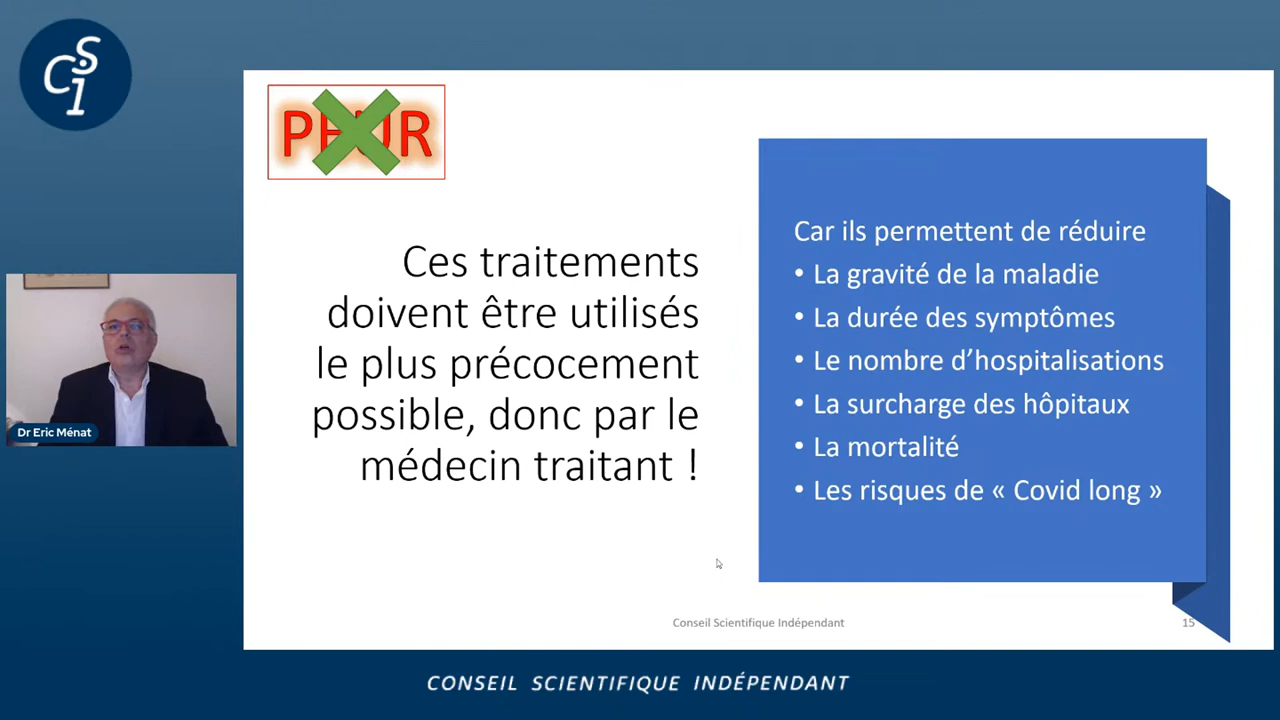 CSI
PEUR
Ces traitements
doivent être utilisés
le plus précocement
possible, donc par le
médecin traitant !
Car ils permettent de réduire
• La gravité de la maladie
• La durée des symptômes
• Le nombre d’hospitalisations
• La surcharge des hôpitaux
• La mortalité
• Les risques de « Covid long »
Dr Eric Ménat
Conseil Scientifique Indépendant
15
CONSEIL SCIENTIFIQUE INDÉPENDANT